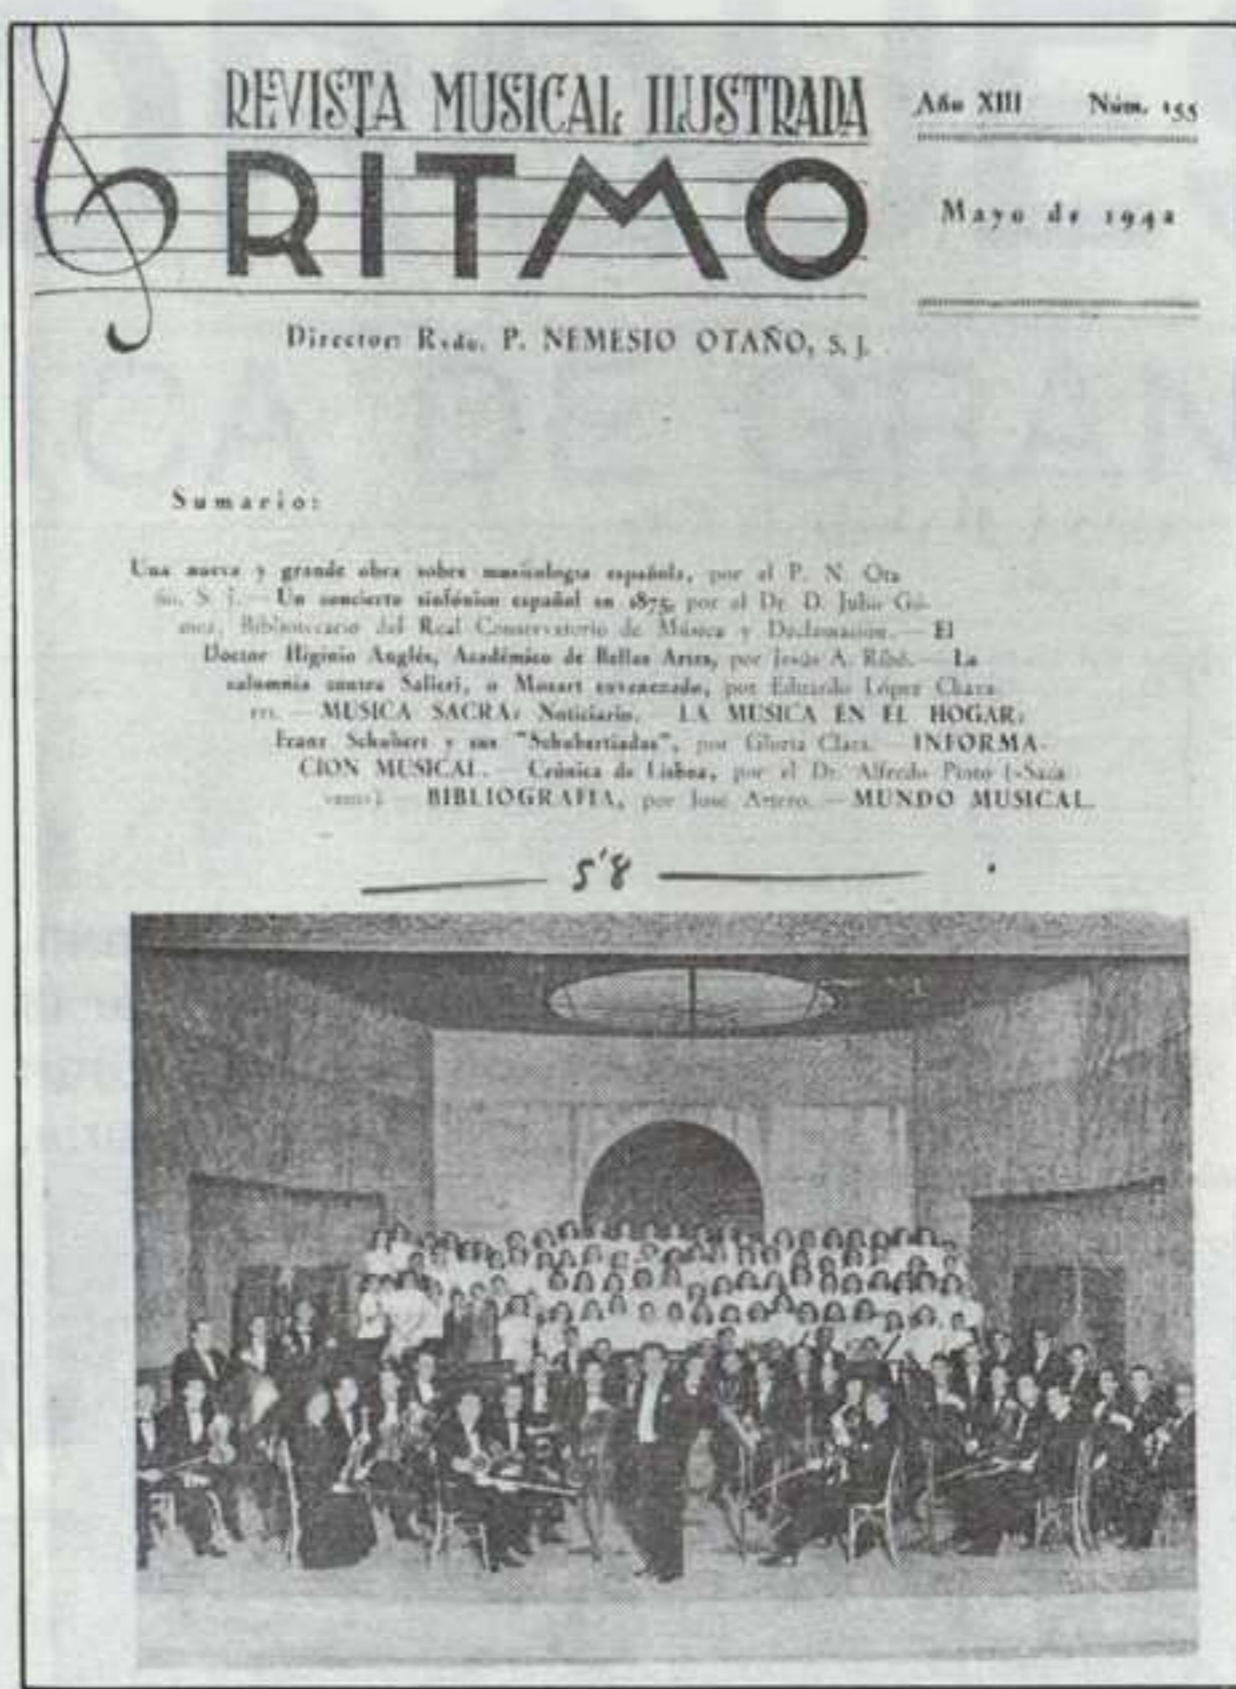 REVISTA MUSICAL ILUSTRADA
RITMO
Director: Rvdo. P. NEMESIO OTAÑO, S. J.
Año XIII Núm. 155
Mayo de 1942
Sumario:
Una nueva y grande obra sobre musicología española, por el P. N. Ota
ño, S. J. — Un concierto sinfónico español en 1875, por el Dr. D. Julio Gó-
mez, Bibliotecario del Real Conservatorio de Música y Declamación. — El
Doctor Higinio Anglés, Académico de Bellas Artes, por Jesús A. Ribó. — La
calumnia contra Salieri, o Mozart envenenado, por Eduardo López Chava
rri. — MUSICA SACRA: Noticiario. — LA MUSICA EN EL HOGAR:
Franz Schubert y sus "Schubertiadas", por Gloria Clara. — INFORMA-
CION MUSICAL. — Crónica de Lisboa, por el Dr. Alfredo Pinto («Saca
vem»). — BIBLIOGRAFIA, por José Artero. — MUNDO MUSICAL.
5'8